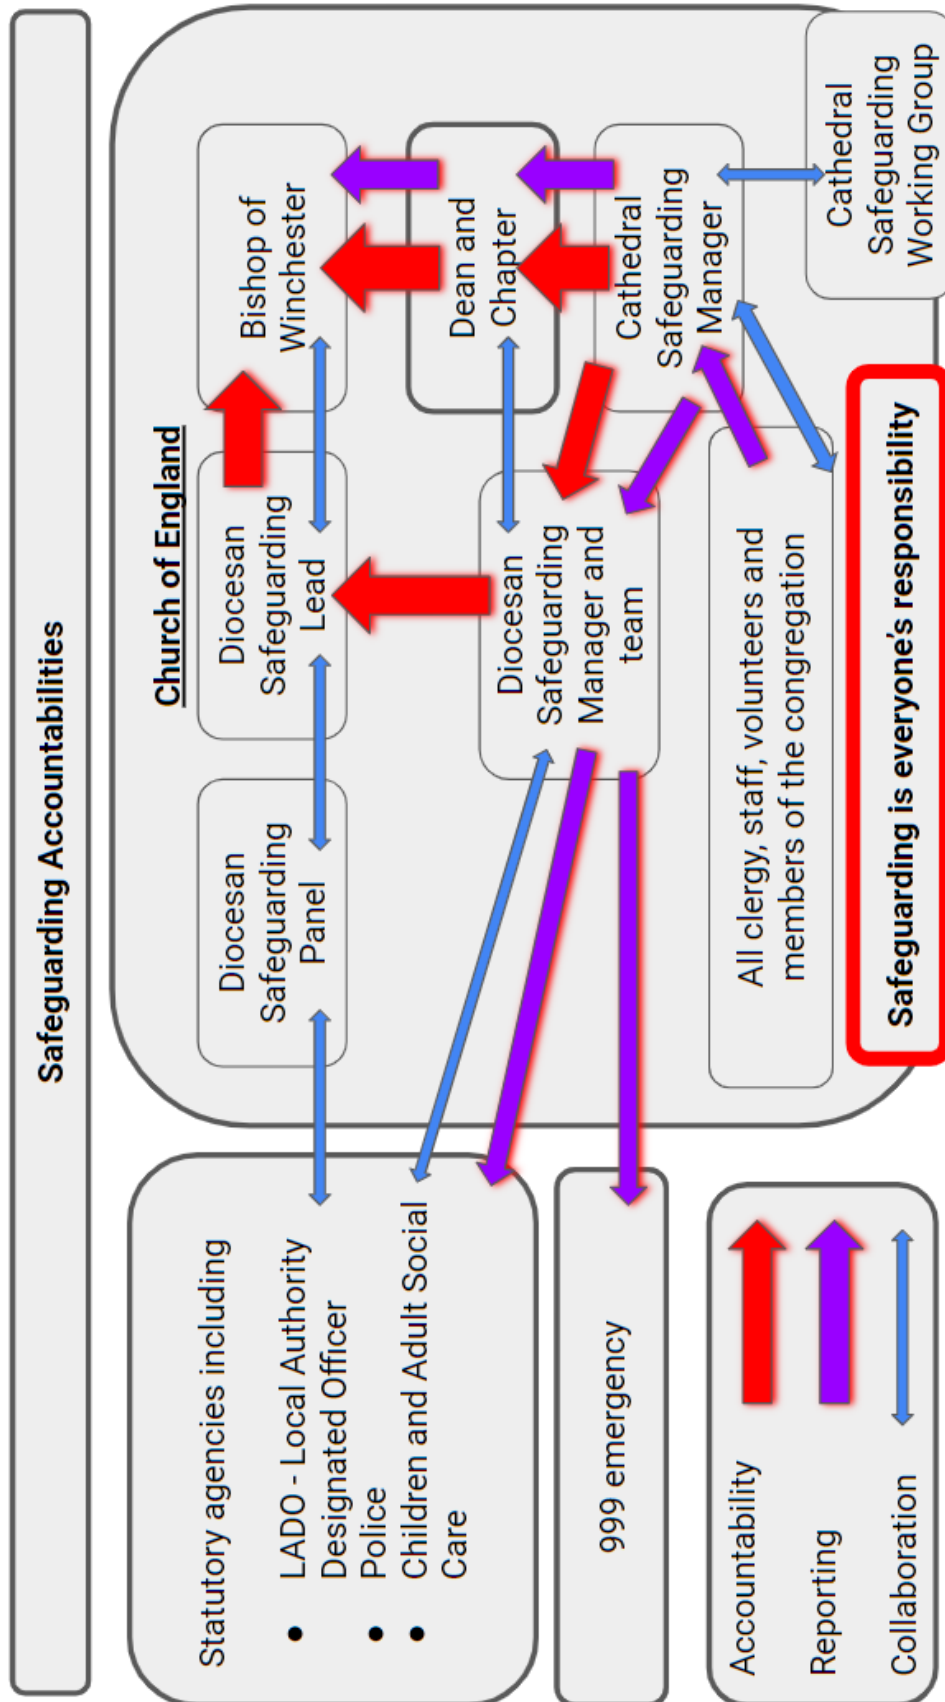 Safeguarding Accountabilities
Church of England
Statutory agencies including
● LADO - Local Authority
Designated Officer
● Police
● Children and Adult Social
Care
Diocesan
Safeguarding
Panel
Diocesan
Safeguarding
Lead
Bishop of
Winchester
Dean and
Chapter
Diocesan
Safeguarding
Manager and
team
Cathedral
Safeguarding
Manager
999 emergency
All clergy, staff, volunteers and
members of the congregation
Cathedral
Safeguarding
Working Group
Safeguarding is everyone's responsibility
Accountability
Reporting
Collaboration